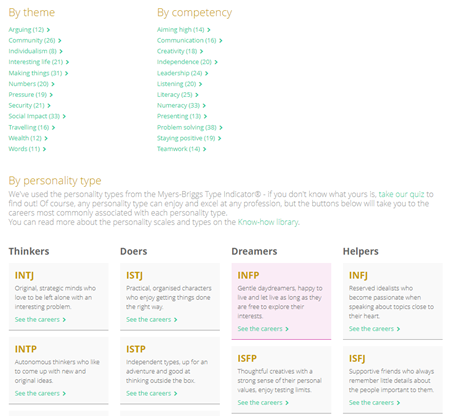 By theme
Arguing (12)
Community (26)
Individualism (8)
Interesting life (21)
Making things (31)
Numbers (20)
Pressure (19)
Security (21)
Social impact (33)
Travelling (16)
Wealth (12)
Words (11)
By competency
Aiming high (14)
Communication (16)
Creativity (18)
Independence (20)
Leadership (24)
Listening (20)
Literacy (25)
Numeracy (33)
Presenting (13)
Problem solving (38)
Staying positive (19)
Teamwork (14)
By personality type
We've used the personality types from the Myers-Briggs Type Indicator® - if you don't know what yours is, take our quiz to
find out! Of course, any personality type can enjoy and excel at any profession, but the buttons below will take you to the
careers most commonly associated with each personality type.
You can read more about the personality scales and types on the Know-how library.
Thinkers
INTJ
Original, strategic minds who
love to be left alone with an
interesting problem
See the careers
INTP
Autonomous thinkers who like
to come up with new and
original ideas.
See the careers
Doers
ISTJ
Practical, organised characters
who enjoy getting things done
the right way.
See the careers
ISTP
Independent types, up for an
adventure and good at
thinking outside the box.
See the careers
Dreamers
INFP
Gentle daydreamers, happy to
live and let live as long as they
are free to explore their
interests.
See the careers
ISFP
Thoughtful creatives with a
strong sense of their personal
values, enjoy testing limits.
See the careers
Helpers
INFJ
Reserved idealists who
become passionate when
speaking about topics close to
their heart.
See the careers
ISFJ
Supportive friends who always
remember little details about
the people important to them.
See the careers